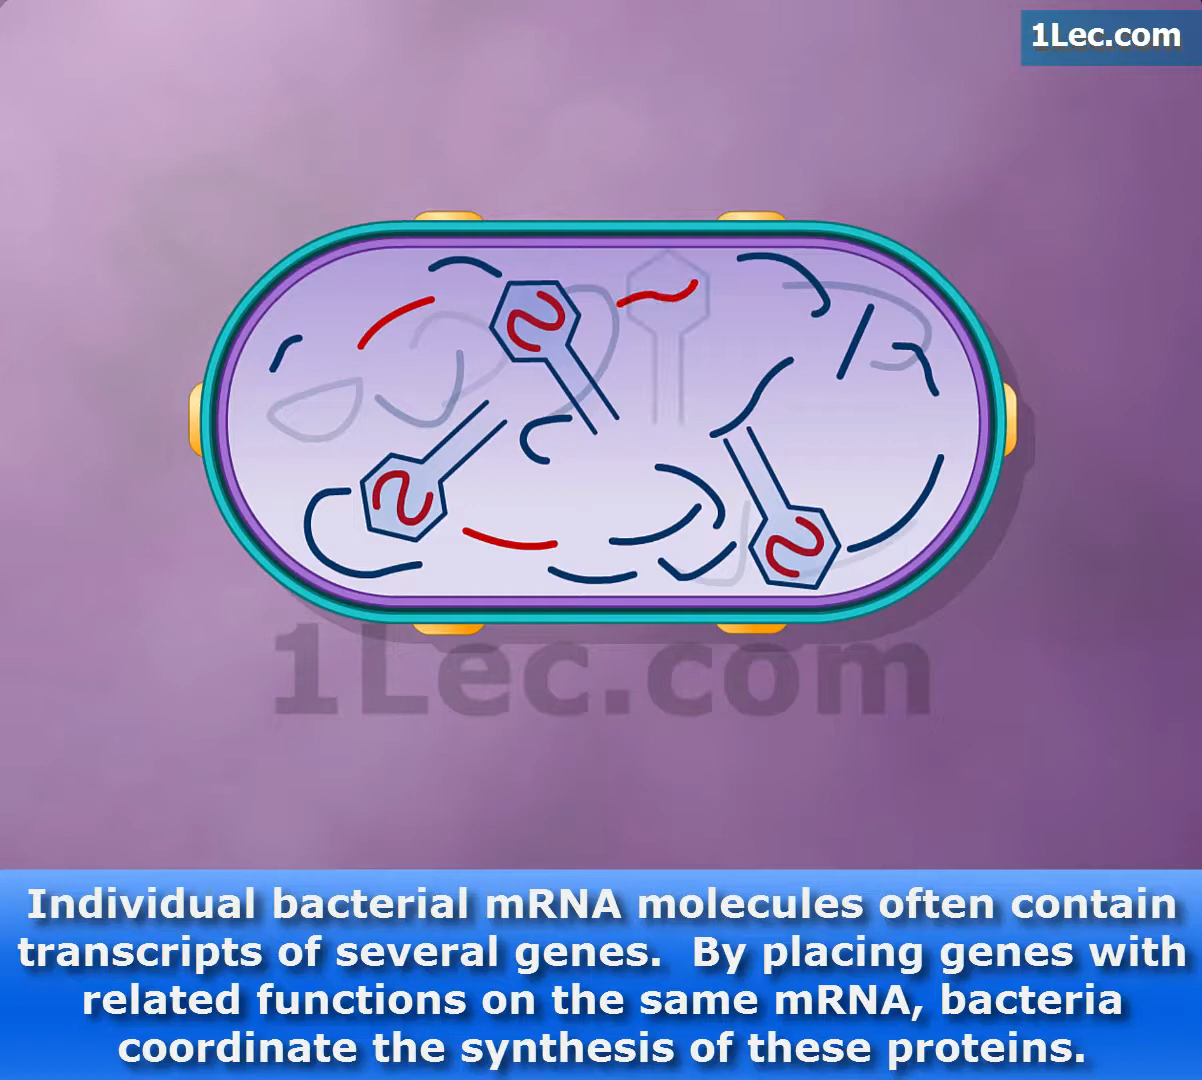 1Lec.com
1Lec.com
Individual bacterial mRNA molecules often contain
transcripts of several genes.  By placing genes with
related functions on the same mRNA, bacteria
coordinate the synthesis of these proteins.